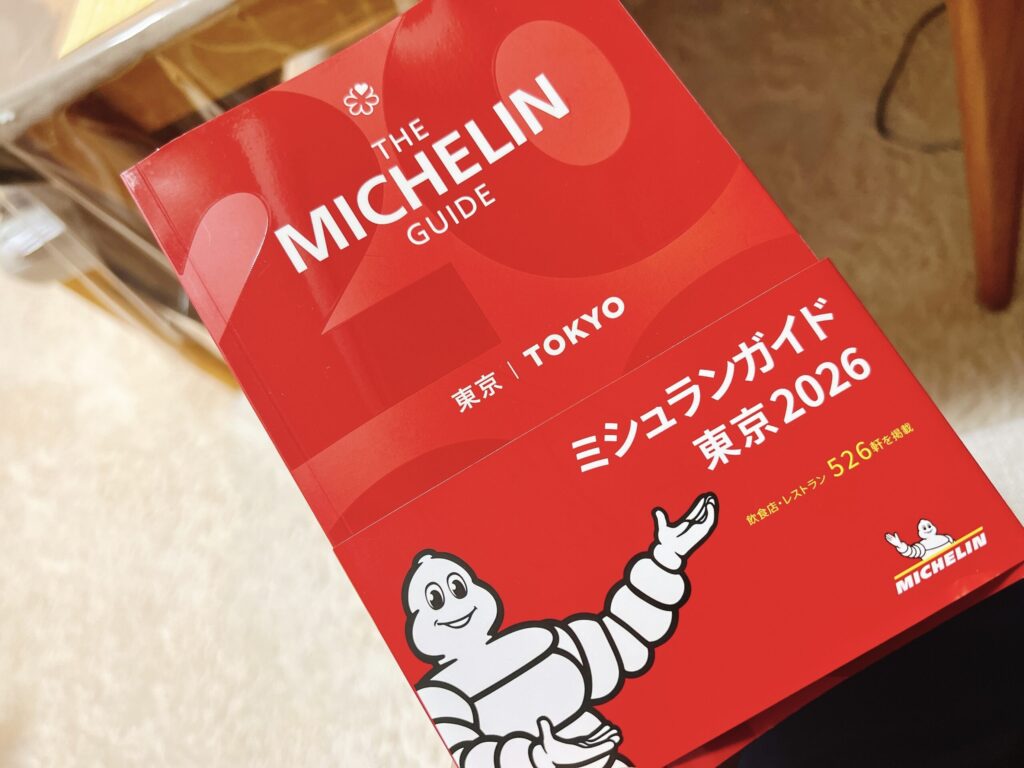 THE
MICHELIN
GUIDE
東京 | TOKYO
ミシュランガイド
東京2026
飲食店・レストラン 526軒を掲載
MICHELIN